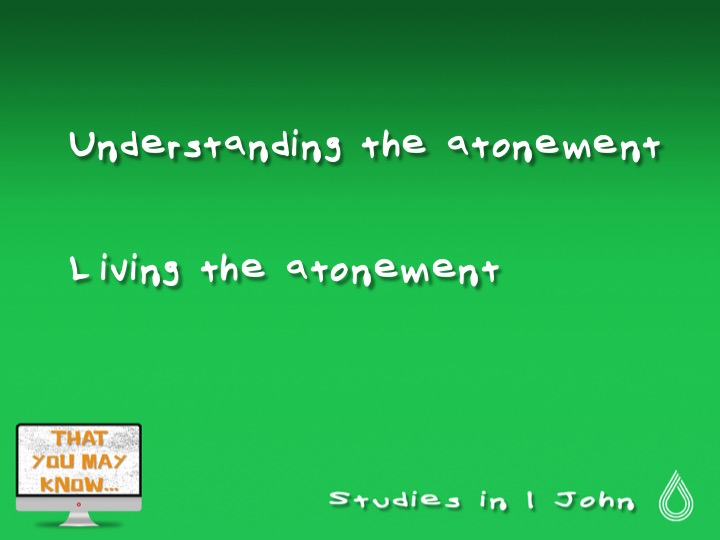 Understanding the atonement
Living the atonement
THAT
YOU MAY
KNOW...
Studies in 1 John